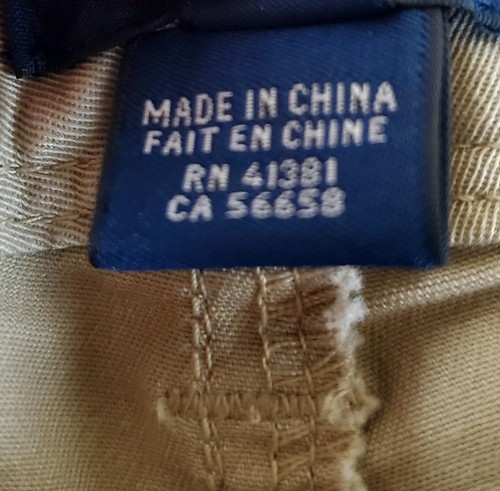 MADE IN CHINA
FAIT EN CHINE
RN 41381
CA 56658